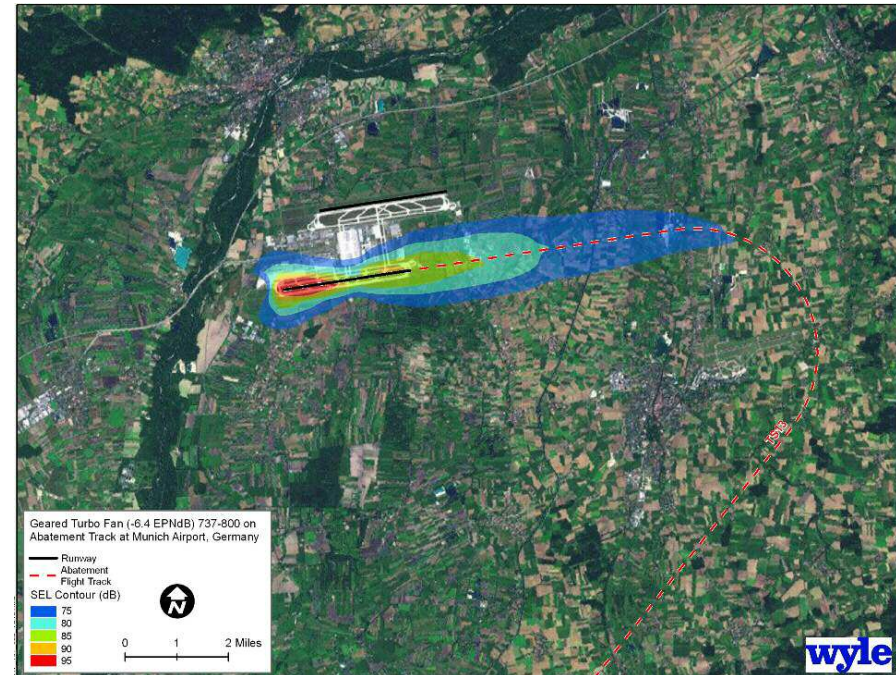 1S13
Geared Turbo Fan (-6.4 EPNdB) 737-800 on
Abatement Track at Munich Airport, Germany
Runway
Abatement
Flight Track
SEL Contour (dB)
75
80
85
90
95
N
0 1 2 Miles
wyle